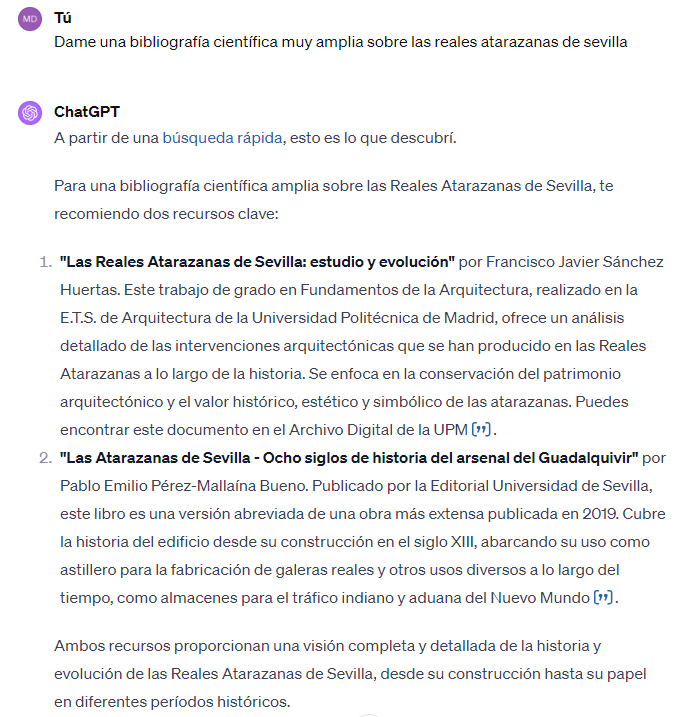 MD
Tú
Dame una bibliografía científica muy amplia sobre las reales atarazanas de sevilla
ChatGPT
A partir de una búsqueda rápida, esto es lo que descubrí.
Para una bibliografía científica amplia sobre las Reales Atarazanas de Sevilla, te
recomiendo dos recursos clave:
1. "Las Reales Atarazanas de Sevilla: estudio y evolución" por Francisco Javier Sánchez
Huertas. Este trabajo de grado en Fundamentos de la Arquitectura, realizado en la
E.T.S. de Arquitectura de la Universidad Politécnica de Madrid, ofrece un análisis
detallado de las intervenciones arquitectónicas que se han producido en las Reales
Atarazanas a lo largo de la historia. Se enfoca en la conservación del patrimonio
arquitectónico y el valor histórico, estético y simbólico de las atarazanas. Puedes
encontrar este documento en el Archivo Digital de la UPM [”].
2. "Las Atarazanas de Sevilla - Ocho siglos de historia del arsenal del Guadalquivir" por
Pablo Emilio Pérez-Mallaína Bueno. Publicado por la Editorial Universidad de Sevilla,
este libro es una versión abreviada de una obra más extensa publicada en 2019. Cubre
la historia del edificio desde su construcción en el siglo XIII, abarcando su uso como
astillero para la fabricación de galeras reales y otros usos diversos a lo largo del
tiempo, como almacenes para el tráfico indiano y aduana del Nuevo Mundo [”].
Ambos recursos proporcionan una visión completa y detallada de la historia y
evolución de las Reales Atarazanas de Sevilla, desde su construcción hasta su papel
en diferentes períodos históricos.